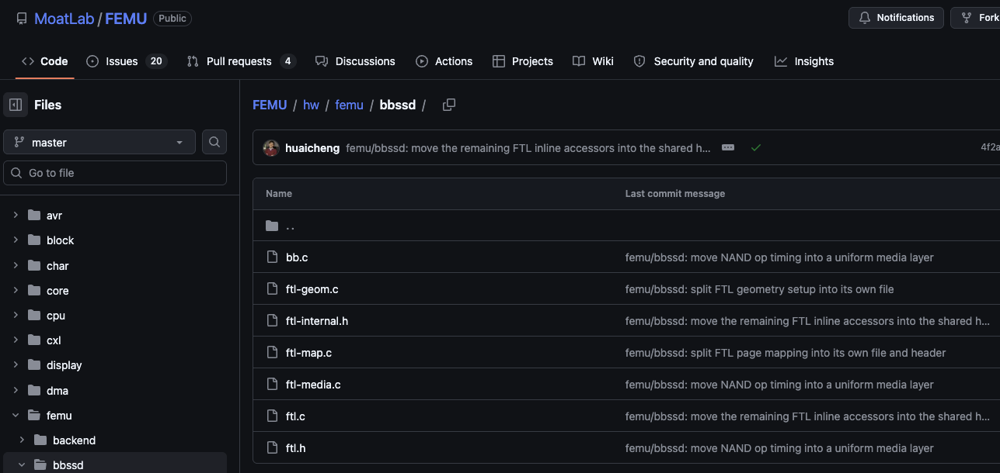 MoatLab / FEMU Public
Notifications
Fork
Code
Issues 20
Pull requests 4
Discussions
Actions
Projects
Wiki
Security and quality
Insights
Files
master
Go to file
avr
block
char
core
cpu
cxl
display
dma
femu
backend
bbssd
FEMU / hw / femu / bbssd /
huaicheng femu/bbssd: move the remaining FTL inline accessors into the shared h...
4f2a
Name Last commit message
..
bb.c femu/bbssd: move NAND op timing into a uniform media layer
ftl-geom.c femu/bbssd: split FTL geometry setup into its own file
ftl-internal.h femu/bbssd: move the remaining FTL inline accessors into the shared h...
ftl-map.c femu/bbssd: split FTL page mapping into its own file and header
ftl-media.c femu/bbssd: move NAND op timing into a uniform media layer
ftl.c femu/bbssd: move the remaining FTL inline accessors into the shared h...
ftl.h femu/bbssd: move NAND op timing into a uniform media layer